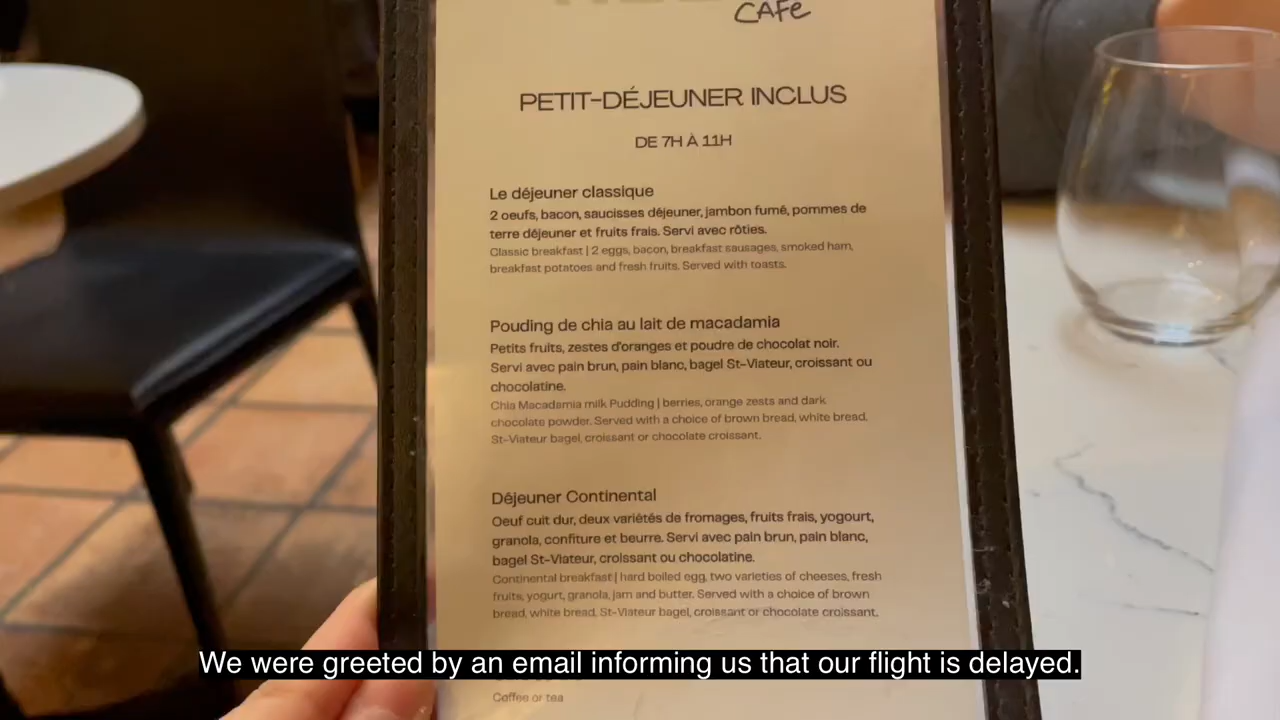 CAFe
PETIT-DÉJEUNER INCLUS
DE 7H À 11H
Le déjeuner classique
2 oeufs, bacon, saucisses déjeuner, jambon fumé, pommes de
terre déjeuner et fruits frais. Servi avec rôties.
Classic breakfast | 2 eggs, bacon, breakfast sausages, smoked ham,
breakfast potatoes and fresh fruits. Served with toasts.
Pouding de chia au lait de macadamia
Petits fruits, zestes d'oranges et poudre de chocolat noir.
Servi avec pain brun, pain blanc, bagel St-Viateur, croissant ou
chocolatine.
Chia Macadamia milk Pudding | berries, orange zests and dark
chocolate powder. Served with a choice of brown bread, white bread,
St-Viateur bagel, croissant or chocolate croissant.
Déjeuner Continental
Oeuf cuit dur, deux variétés de fromages, fruits frais, yogourt,
granola, confiture et beurre. Servi avec pain brun, pain blanc,
bagel St-Viateur, croissant ou chocolatine.
Continental breakfast | hard boiled egg, two varieties of cheeses, fresh
fruits, yogurt, granola, jam and butter. Served with a choice of brown
bread, white bread, St-Viateur bagel, croissant or chocolate croissant.
We were greeted by an email informing us that our flight is delayed.
Coffee or tea